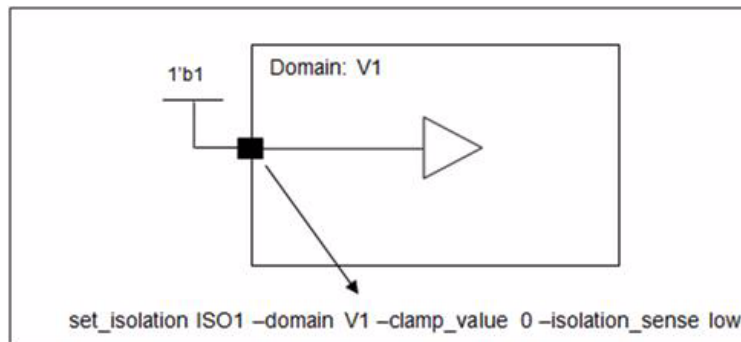 1'b1
Domain: V1
set_isolation ISO1 –domain V1 –clamp_value 0 –isolation_sense low